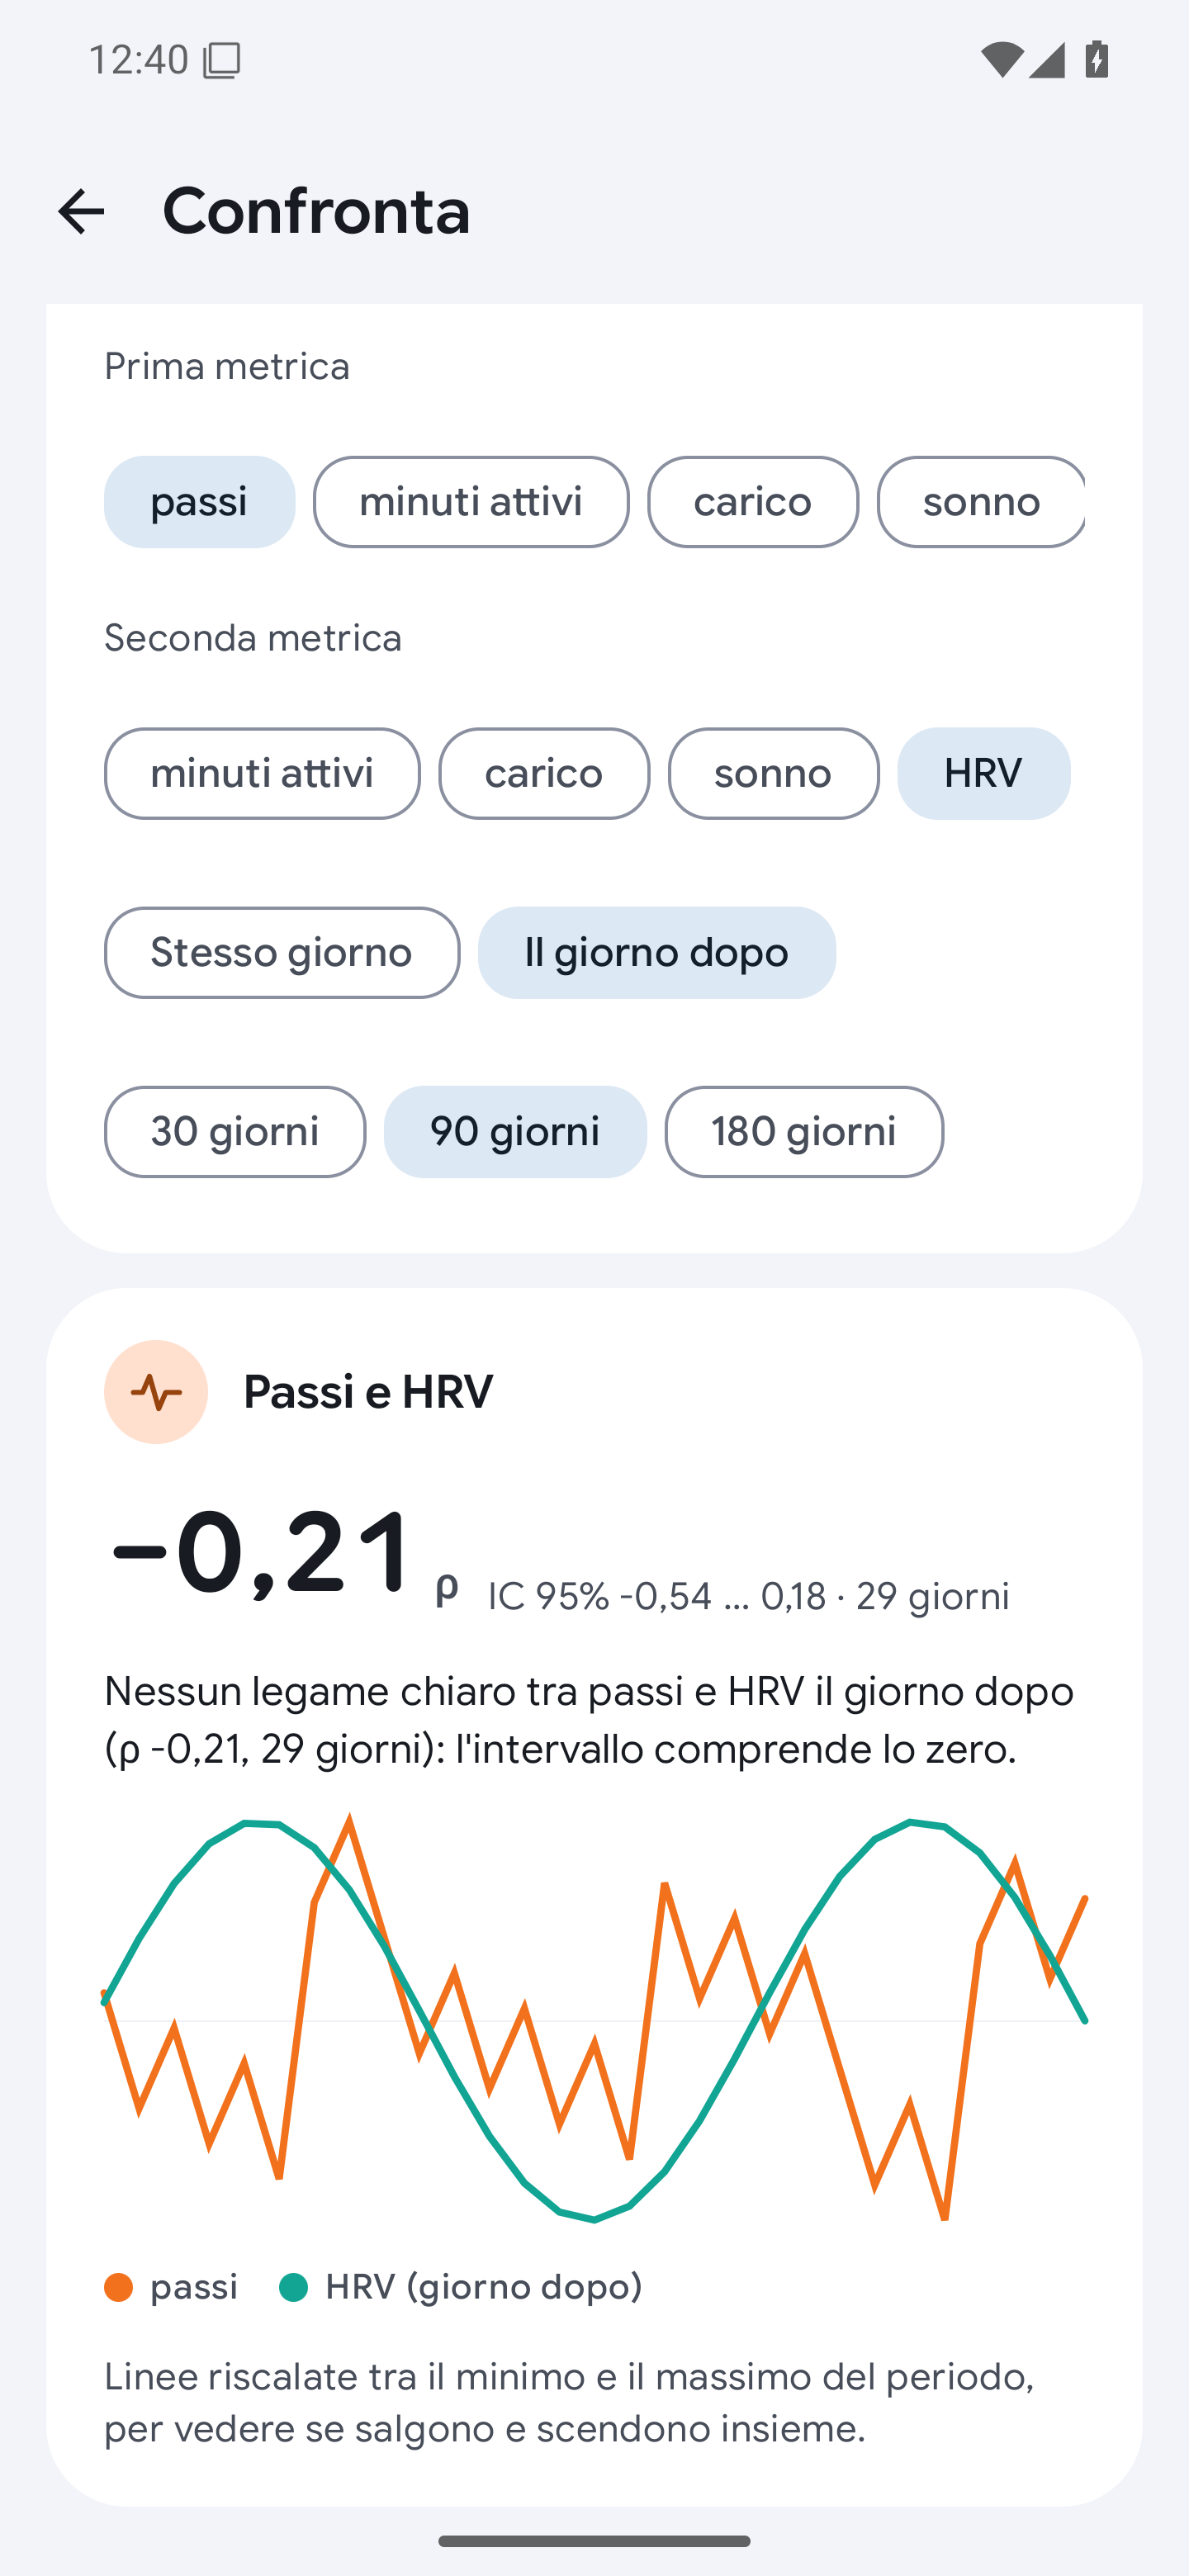 12:40
Confronta
Prima metrica
passi minuti attivi carico sonno
Seconda metrica
minuti attivi carico sonno HRV
Stesso giorno Il giorno dopo
30 giorni 90 giorni 180 giorni
Passi e HRV
−0,21 ρ IC 95% -0,54 … 0,18 · 29 giorni
Nessun legame chiaro tra passi e HRV il giorno dopo
(ρ -0,21, 29 giorni): l'intervallo comprende lo zero.
passi HRV (giorno dopo)
Linee riscalate tra il minimo e il massimo del periodo,
per vedere se salgono e scendono insieme.